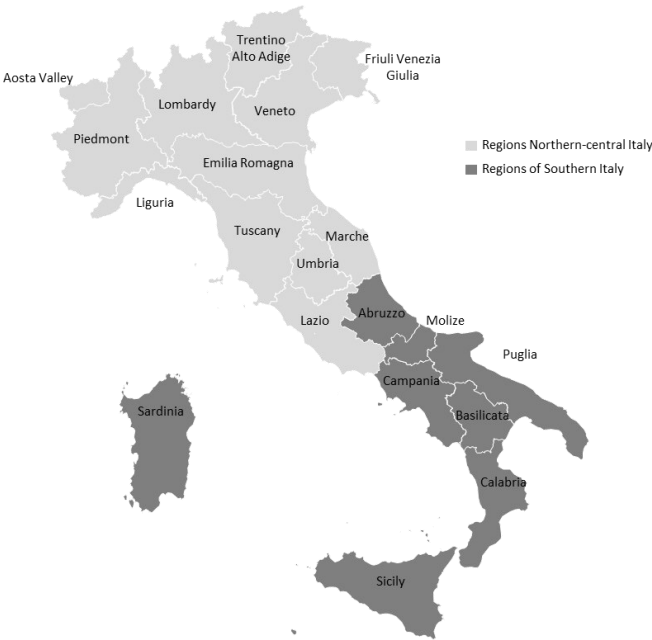 Trentino
Alto Adige
Friuli Venezia
Giulia
Aosta Valley
Lombardy
Veneto
Piedmont
Regions Northern-central Italy
Emilia Romagna
Regions of Southern Italy
Liguria
Tuscany
Marche
Umbria
Abruzzo
Lazio
Molize
Puglia
Campania
Sardinia
Basilicata
Calabria
Sicily